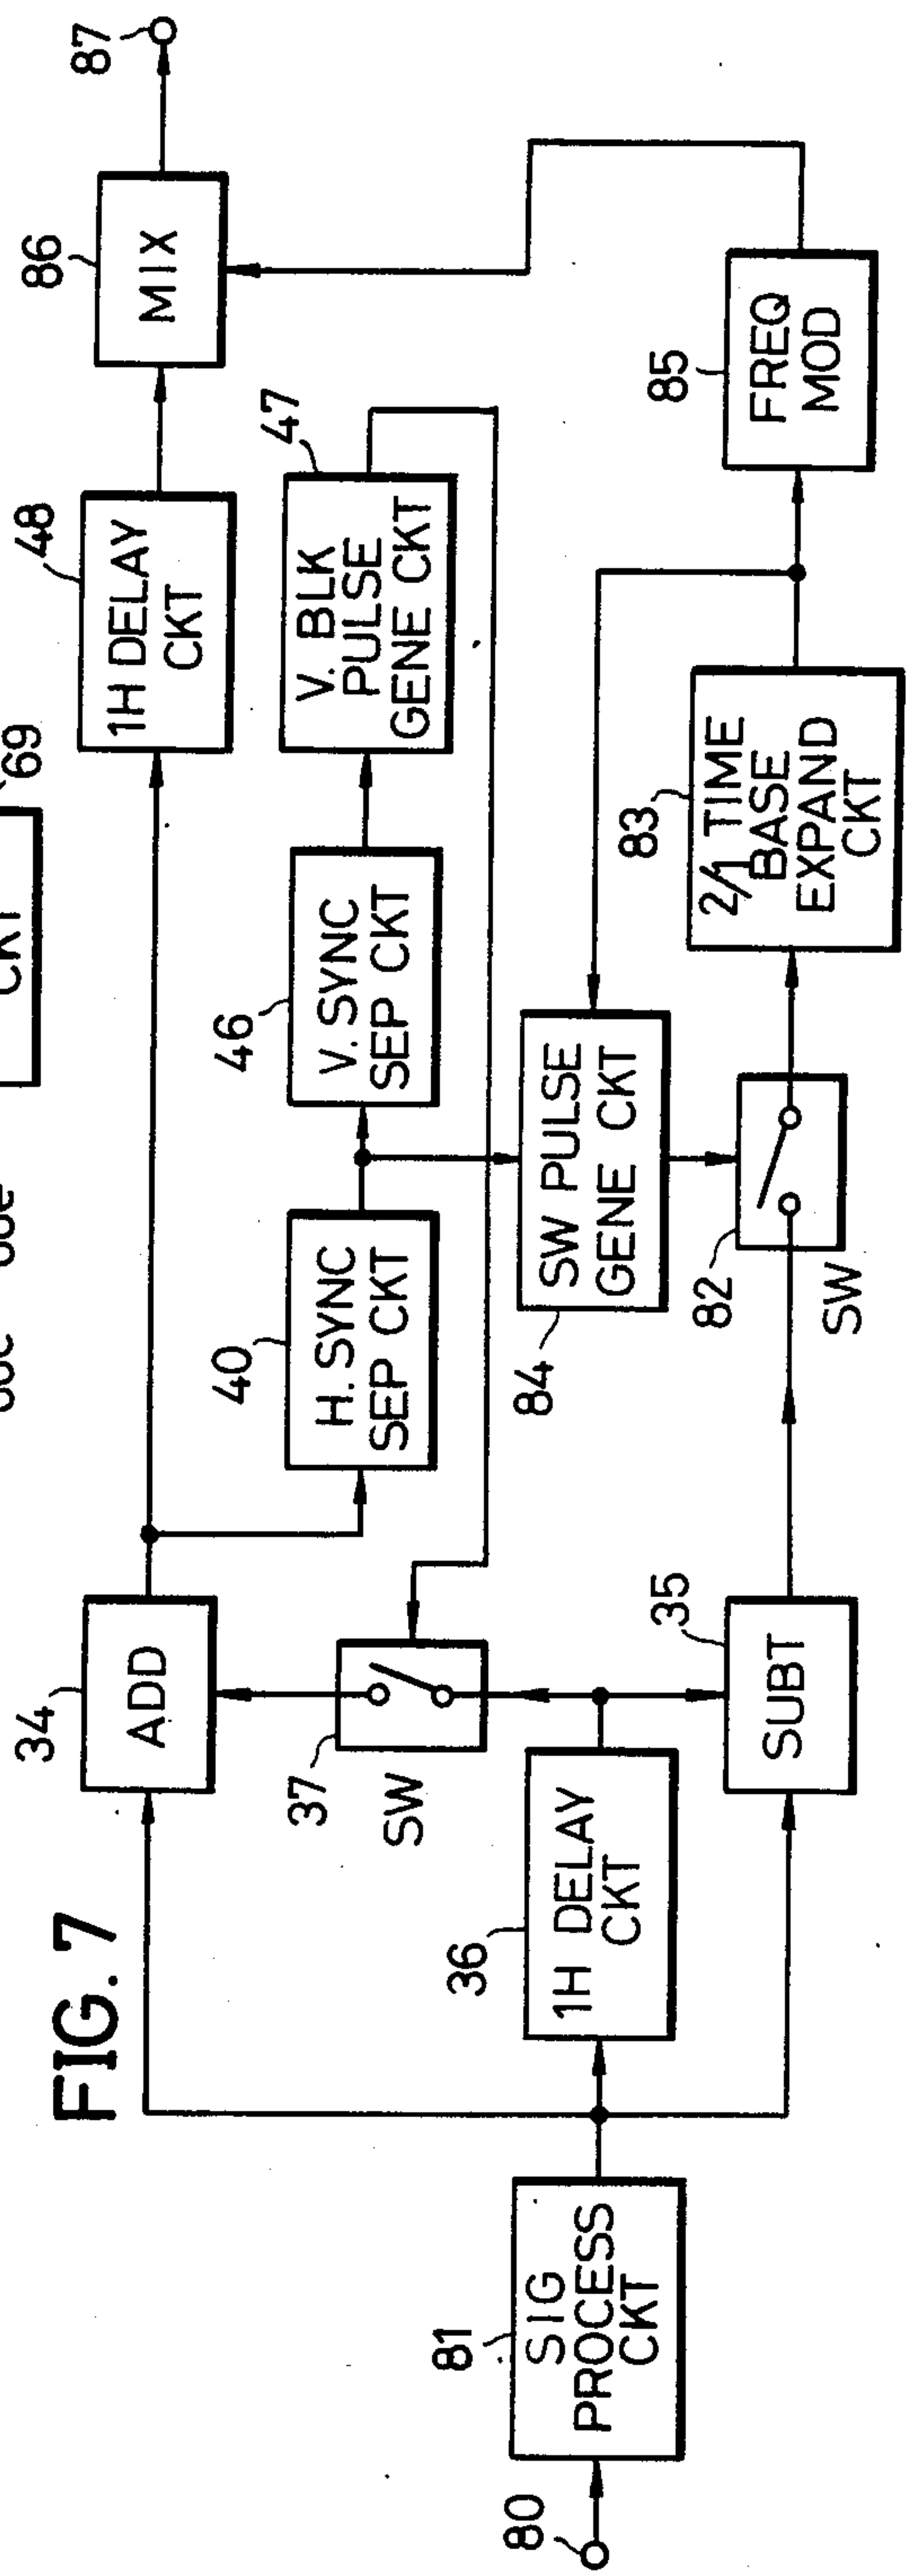 FIG. 7
80
81
SIG
PROCESS
CKT
36
1H DELAY
CKT
37
SW
34
ADD
35
SUBT
40
H. SYNC
SEP CKT
46
V. SYNC
SEP CKT
47
V. BLK
PULSE
GENE CKT
48
1H DELAY
CKT
84
SW PULSE
GENE CKT
82
SW
83
2/1 TIME
BASE
EXPAND
CKT
85
FREQ
MOD
86
MIX
87
69
CKT